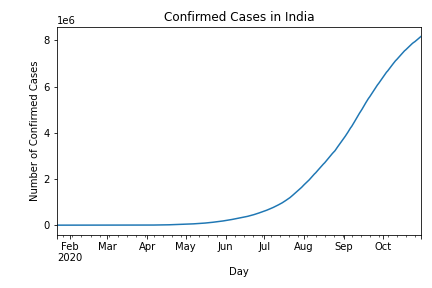 Confirmed Cases in India
1e6
8
6
4
2
0
Number of Confirmed Cases
Feb Mar Apr May Jun Jul Aug Sep Oct
2020
Day